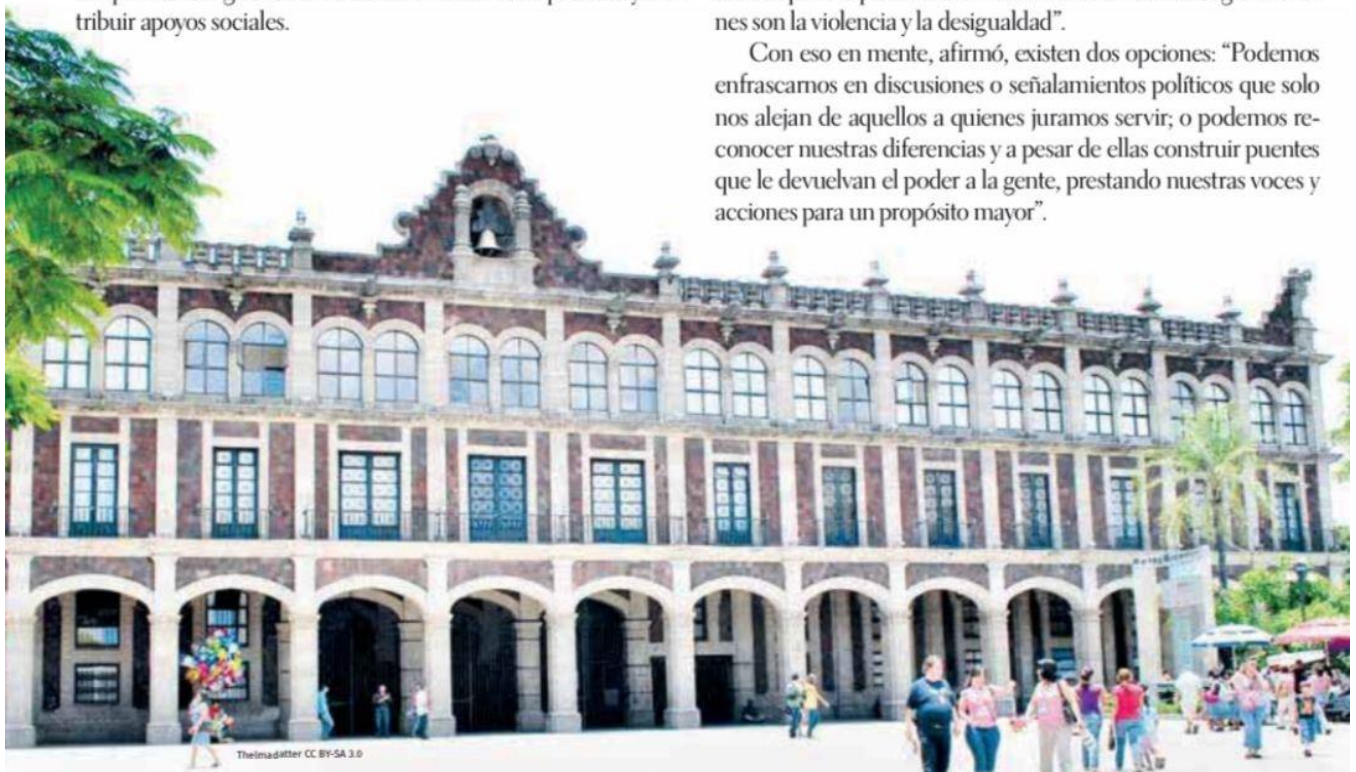 tribuir apoyos sociales.
nes son la violencia y la desigualdad”.
Con eso en mente, afirmó, existen dos opciones: “Podemos
enfrascarnos en discusiones o señalamientos políticos que solo
nos alejan de aquellos a quienes juramos servir; o podemos re-
conocer nuestras diferencias y a pesar de ellas construir puentes
que le devuelvan el poder a la gente, prestando nuestras voces y
acciones para un propósito mayor”.
Thelmadatter CC BY-SA 3.0